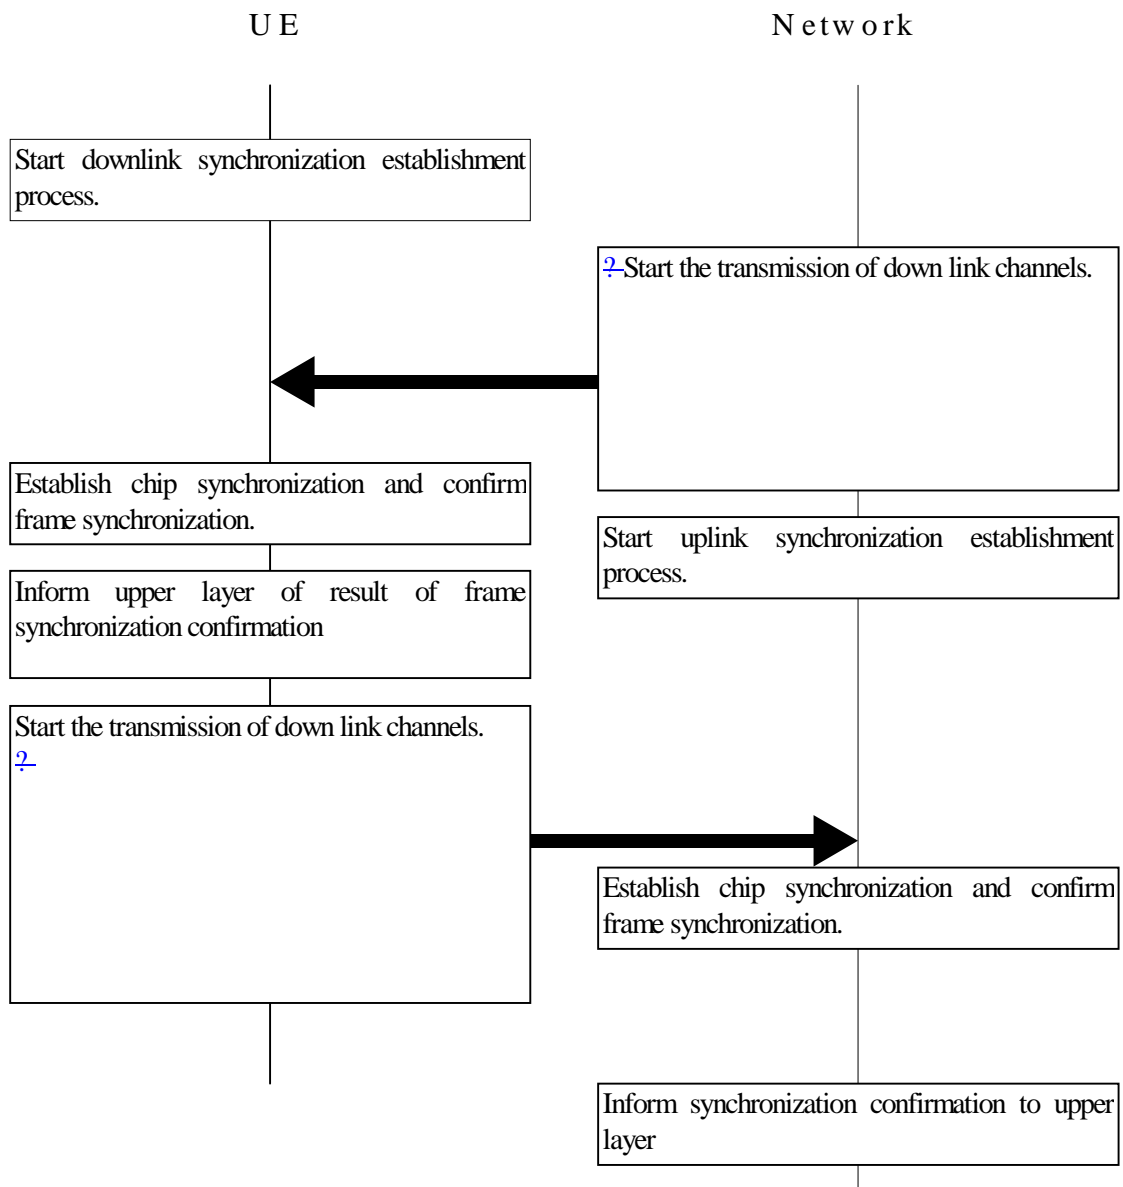 UE
Network
Start downlink synchronization establishment
process.
? Start the transmission of down link channels.
Establish chip synchronization and confirm
frame synchronization.
Start uplink synchronization establishment
process.
Inform upper layer of result of frame
synchronization confirmation
Start the transmission of down link channels.
?
Establish chip synchronization and confirm
frame synchronization.
Inform synchronization confirmation to upper
layer